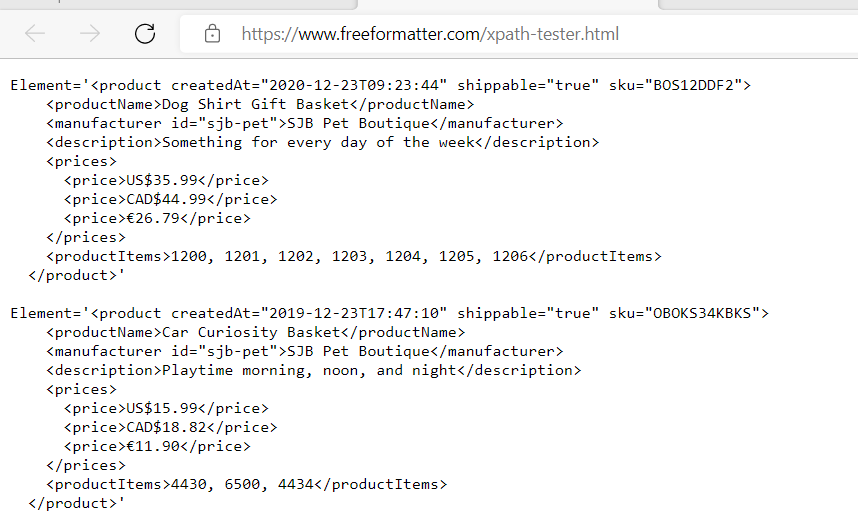 https://www.freeformatter.com/xpath-tester.html
Element='<product createdAt="2020-12-23T09:23:44" shippable="true" sku="BOS12DDF2">
<productName>Dog Shirt Gift Basket</productName>
<manufacturer id="sjb-pet">SJB Pet Boutique</manufacturer>
<description>Something for every day of the week</description>
<prices>
<price>US$35.99</price>
<price>CAD$44.99</price>
<price>€26.79</price>
</prices>
<productItems>1200, 1201, 1202, 1203, 1204, 1205, 1206</productItems>
</product>'
Element='<product createdAt="2019-12-23T17:47:10" shippable="true" sku="OBOKS34KBKS">
<productName>Car Curiosity Basket</productName>
<manufacturer id="sjb-pet">SJB Pet Boutique</manufacturer>
<description>Playtime morning, noon, and night</description>
<prices>
<price>US$15.99</price>
<price>CAD$18.82</price>
<price>€11.90</price>
</prices>
<productItems>4430, 6500, 4434</productItems>
</product>'